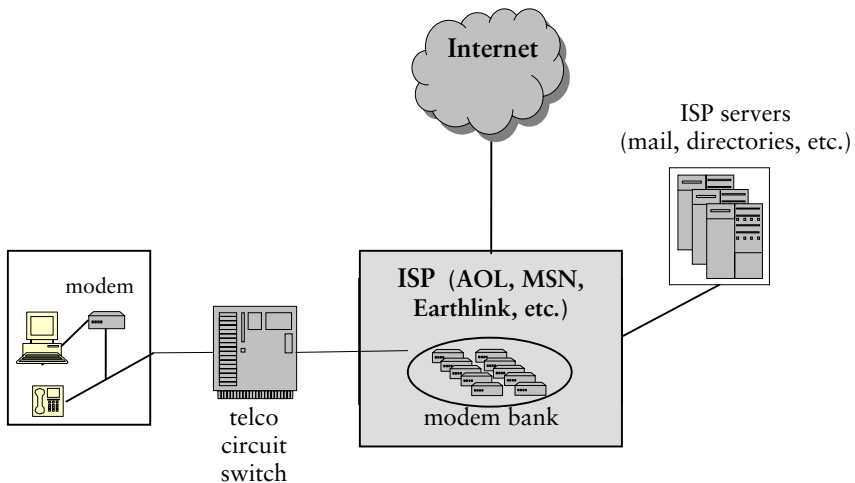 Internet
ISP servers
(mail, directories, etc.)
modem
ISP (AOL, MSN,
Earthlink, etc.)
modem bank
telco
circuit
switch